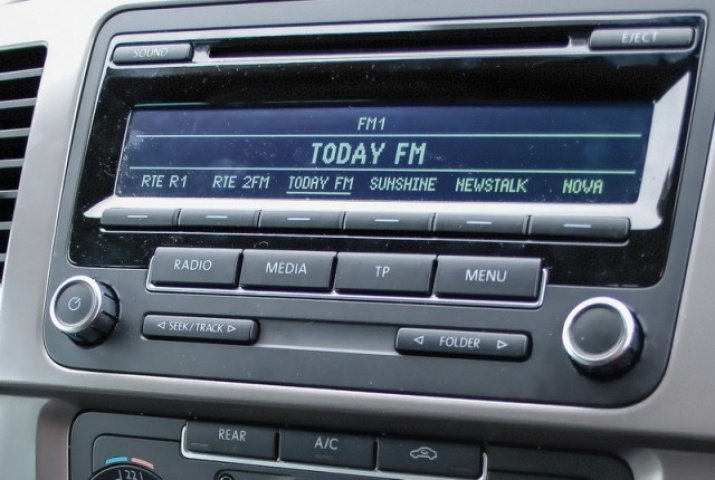 SOUND EJECT
FM1
TODAY FM
RTE R1 RTE 2FM TODAY FM SUNSHINE NEWSTALK NOVA
RADIO MEDIA TP MENU
SEEK/TRACK FOLDER
REAR A/C
22